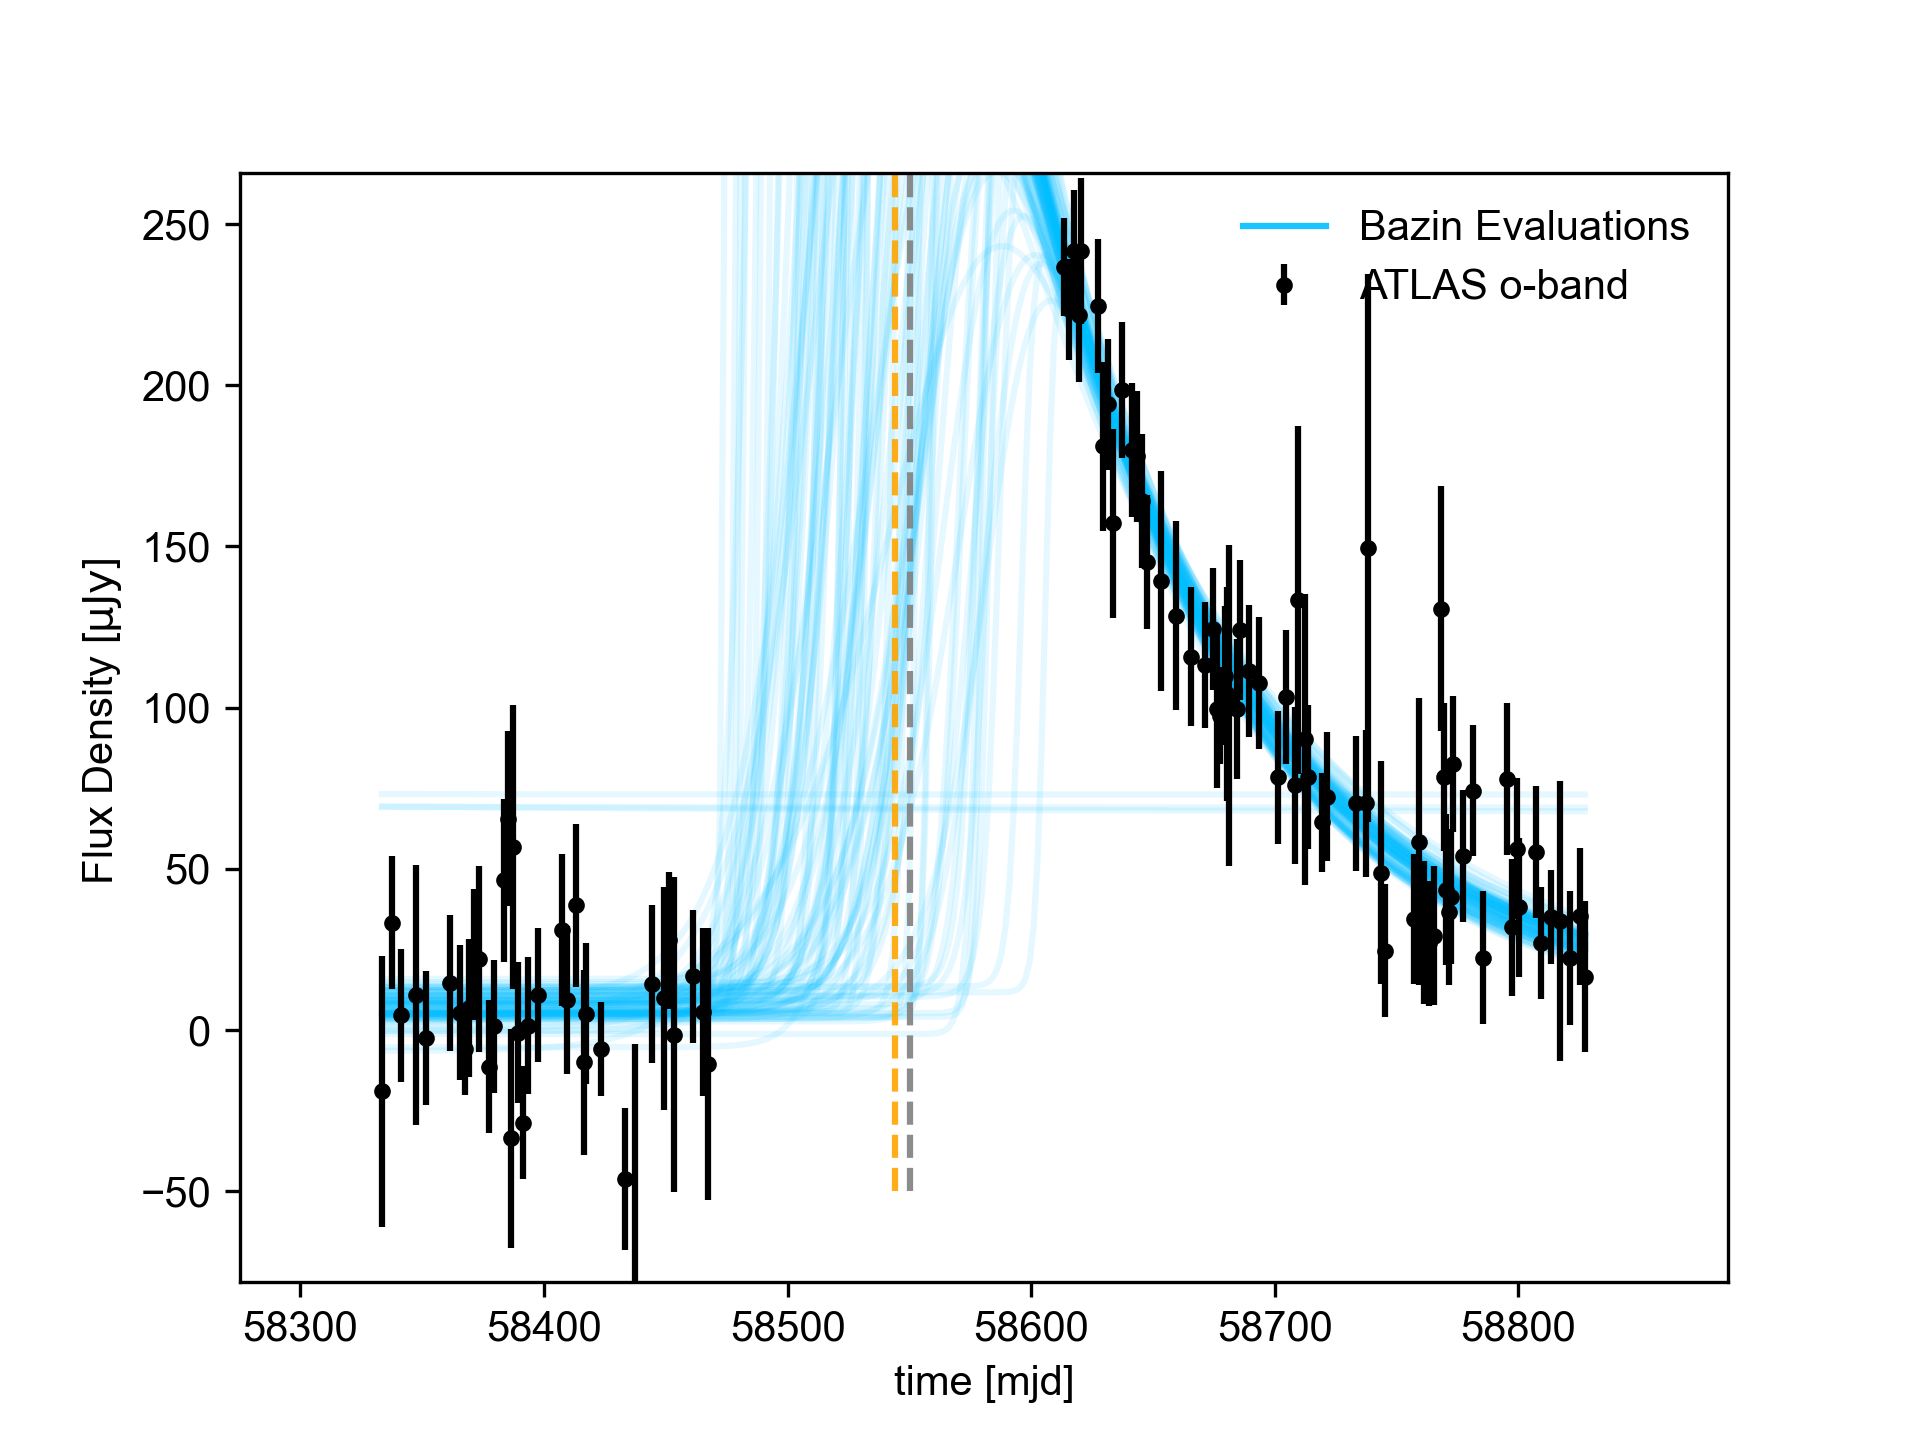 Bazin Evaluations
ATLAS o-band
250
200
150
100
50
0
−50
Flux Density [µJy]
58300 58400 58500 58600 58700 58800
time [mjd]